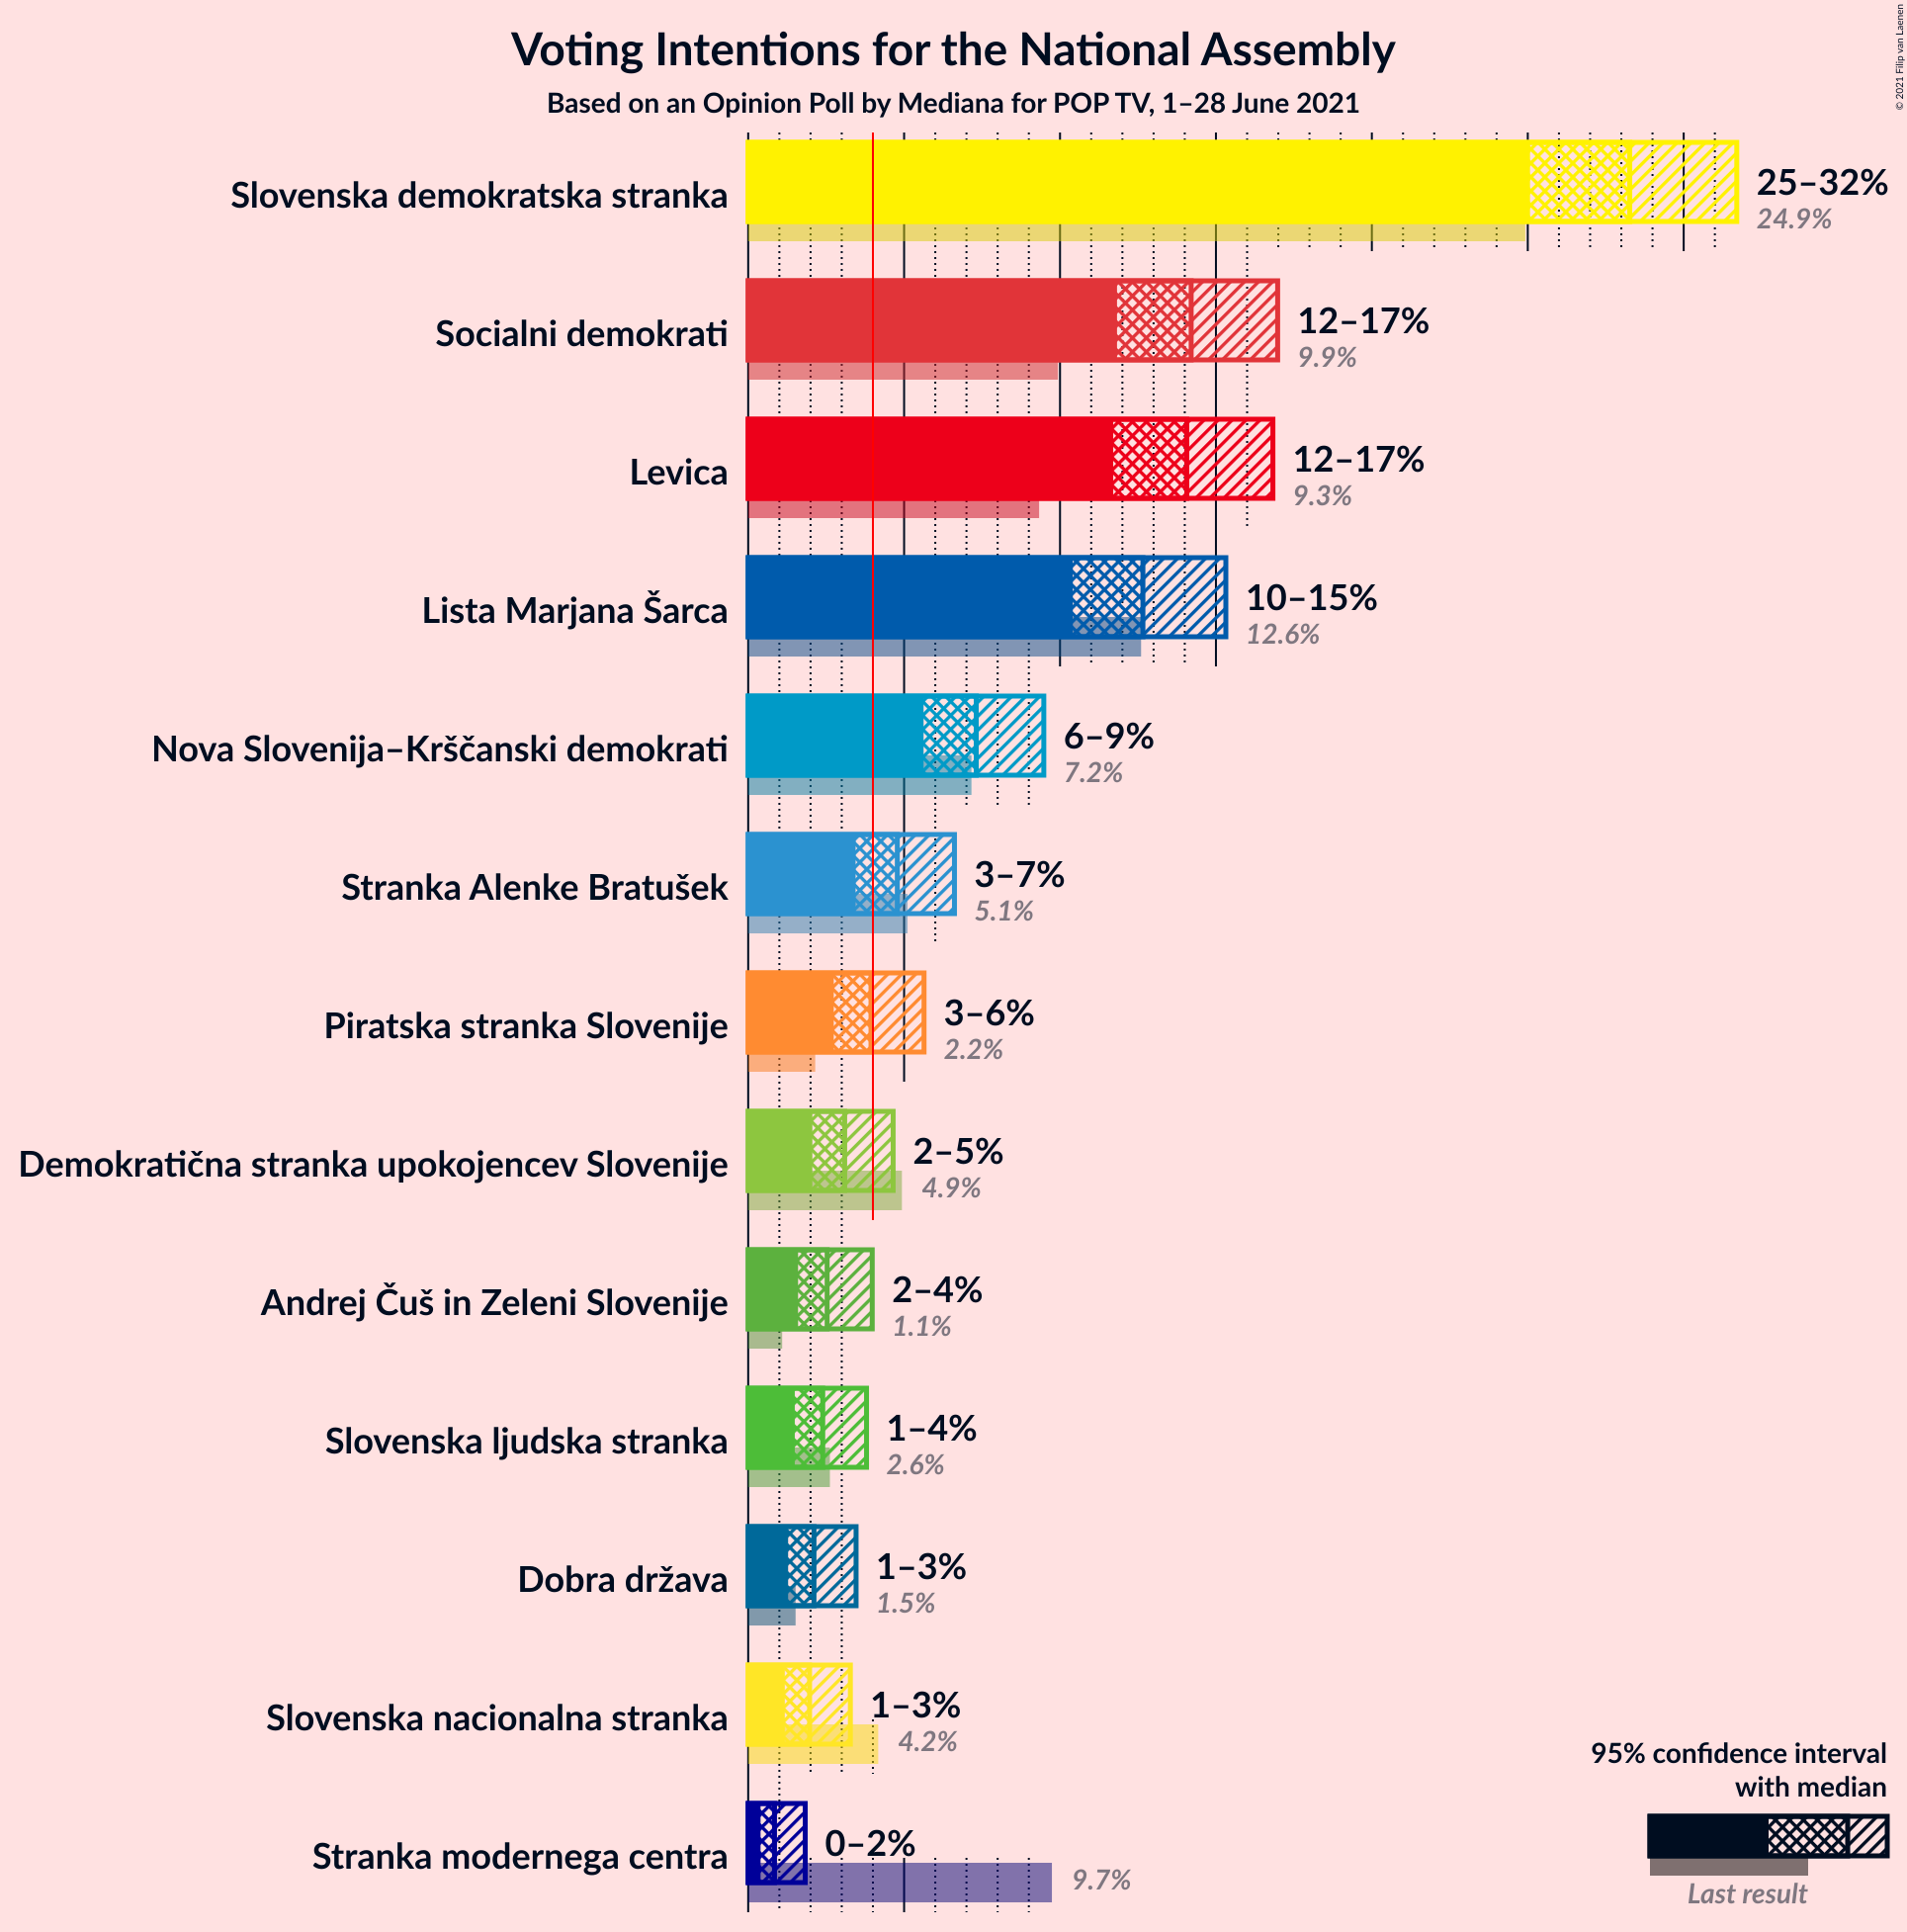 Voting Intentions for the National Assembly
Based on an Opinion Poll by Mediana for POP TV, 1–28 June 2021
© 2021 Filip van Laenen
Slovenska demokratska stranka
25–32%
24.9%
Socialni demokrati
12–17%
9.9%
Levica
12–17%
9.3%
Lista Marjana Šarca
10–15%
12.6%
Nova Slovenija–Krščanski demokrati
6–9%
7.2%
Stranka Alenke Bratušek
3–7%
5.1%
Piratska stranka Slovenije
3–6%
2.2%
Demokratična stranka upokojencev Slovenije
2–5%
4.9%
Andrej Čuš in Zeleni Slovenije
2–4%
1.1%
Slovenska ljudska stranka
1–4%
2.6%
Dobra država
1–3%
1.5%
Slovenska nacionalna stranka
1–3%
4.2%
Stranka modernega centra
0–2%
9.7%
95% confidence interval
with median
Last result